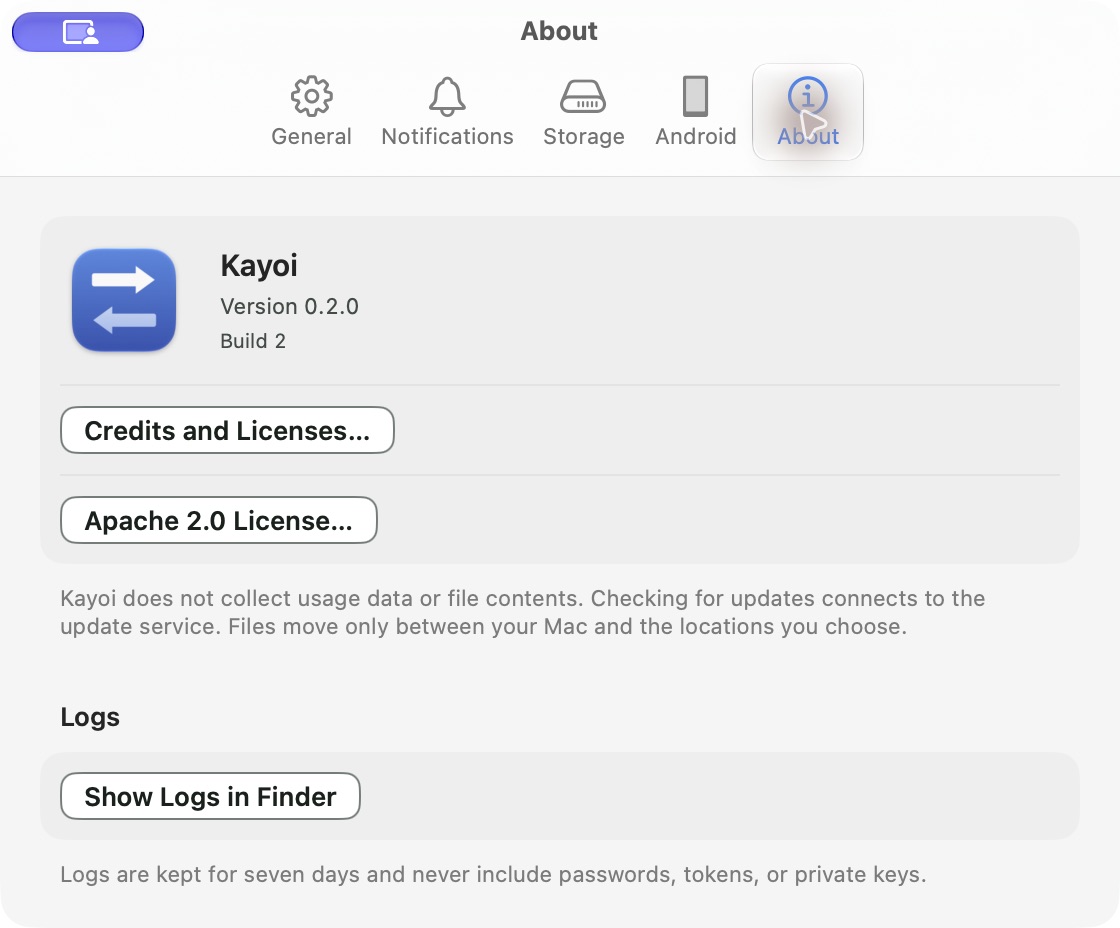 About
General
Notifications
Storage
Android
About
Kayoi
Version 0.2.0
Build 2
Credits and Licenses...
Apache 2.0 License...
Kayoi does not collect usage data or file contents. Checking for updates connects to the
update service. Files move only between your Mac and the locations you choose.
Logs
Show Logs in Finder
Logs are kept for seven days and never include passwords, tokens, or private keys.